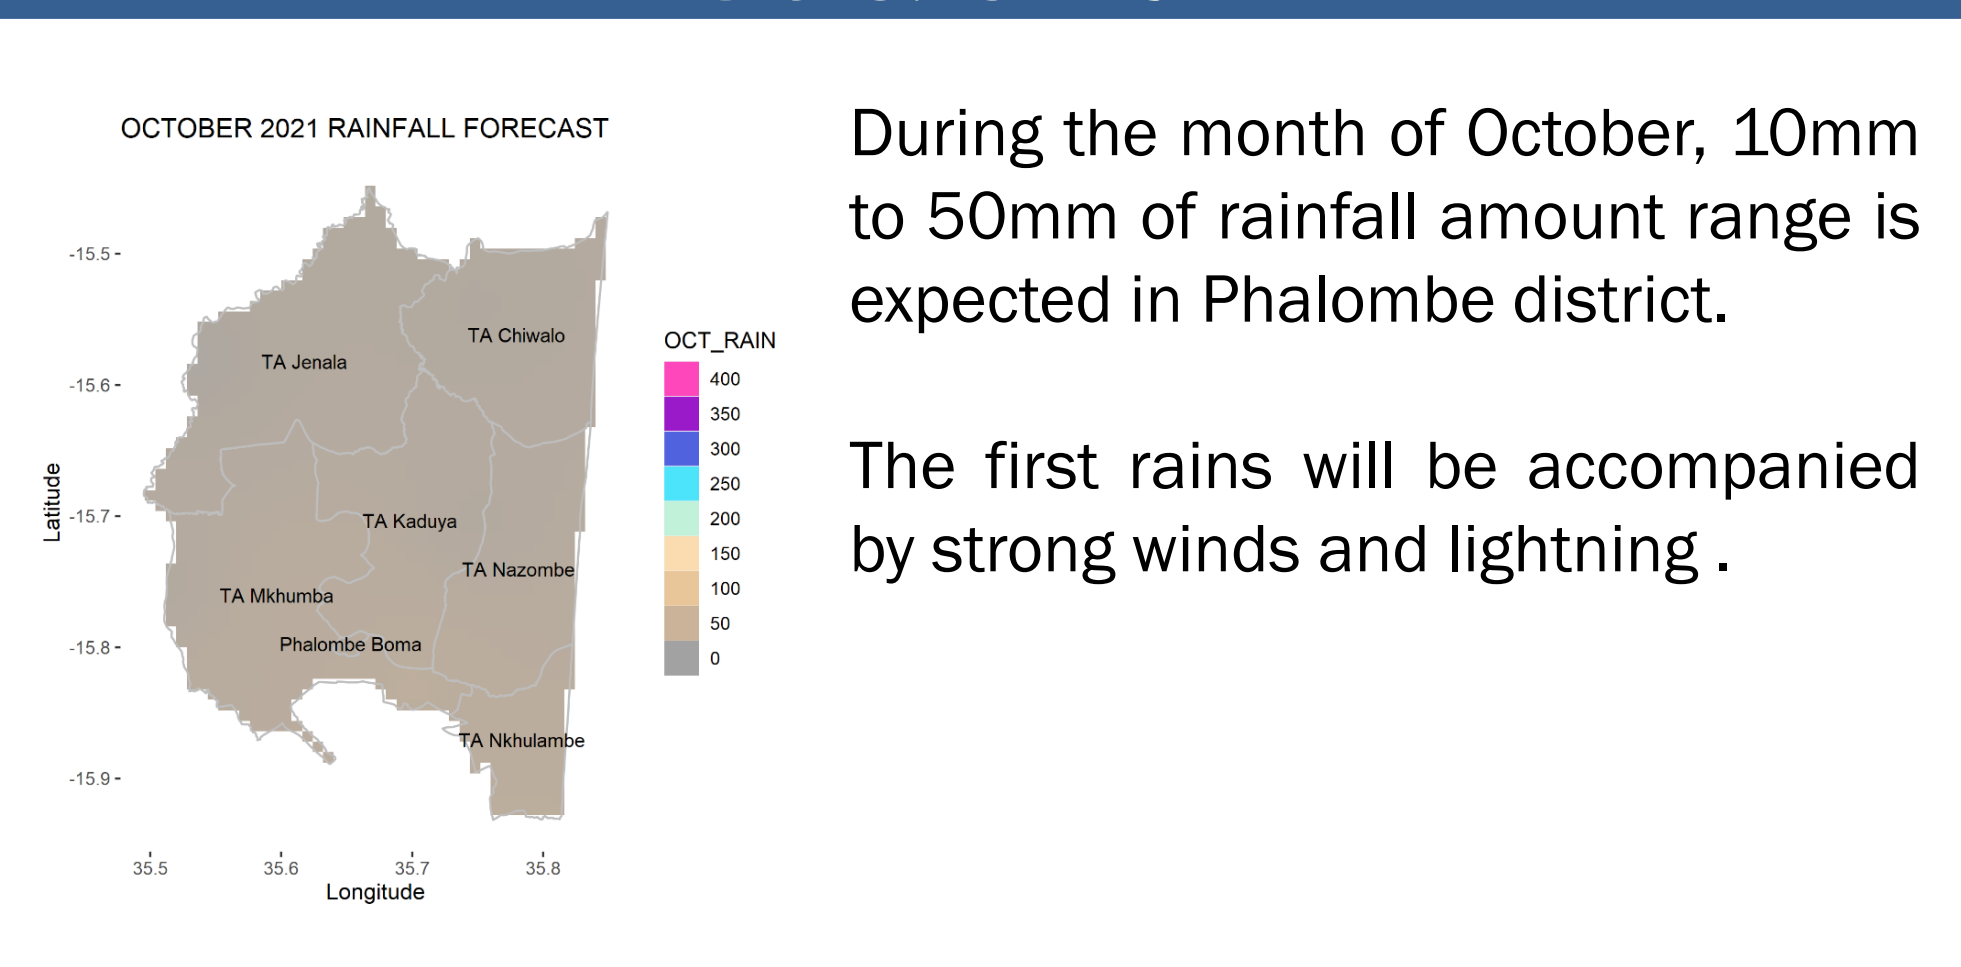 OCTOBER 2021 RAINFALL FORECAST
-15.5
-15.6
-15.7
-15.8
-15.9
Latitude
TA Chiwalo
TA Jenala
TA Kaduya
TA Nazombe
TA Mkhumba
Phalombe Boma
TA Nkhulambe
35.5 35.6 35.7 35.8
Longitude
OCT_RAIN
400
350
300
250
200
150
100
50
0
During the month of October, 10mm
to 50mm of rainfall amount range is
expected in Phalombe district.
The first rains will be accompanied
by strong winds and lightning .